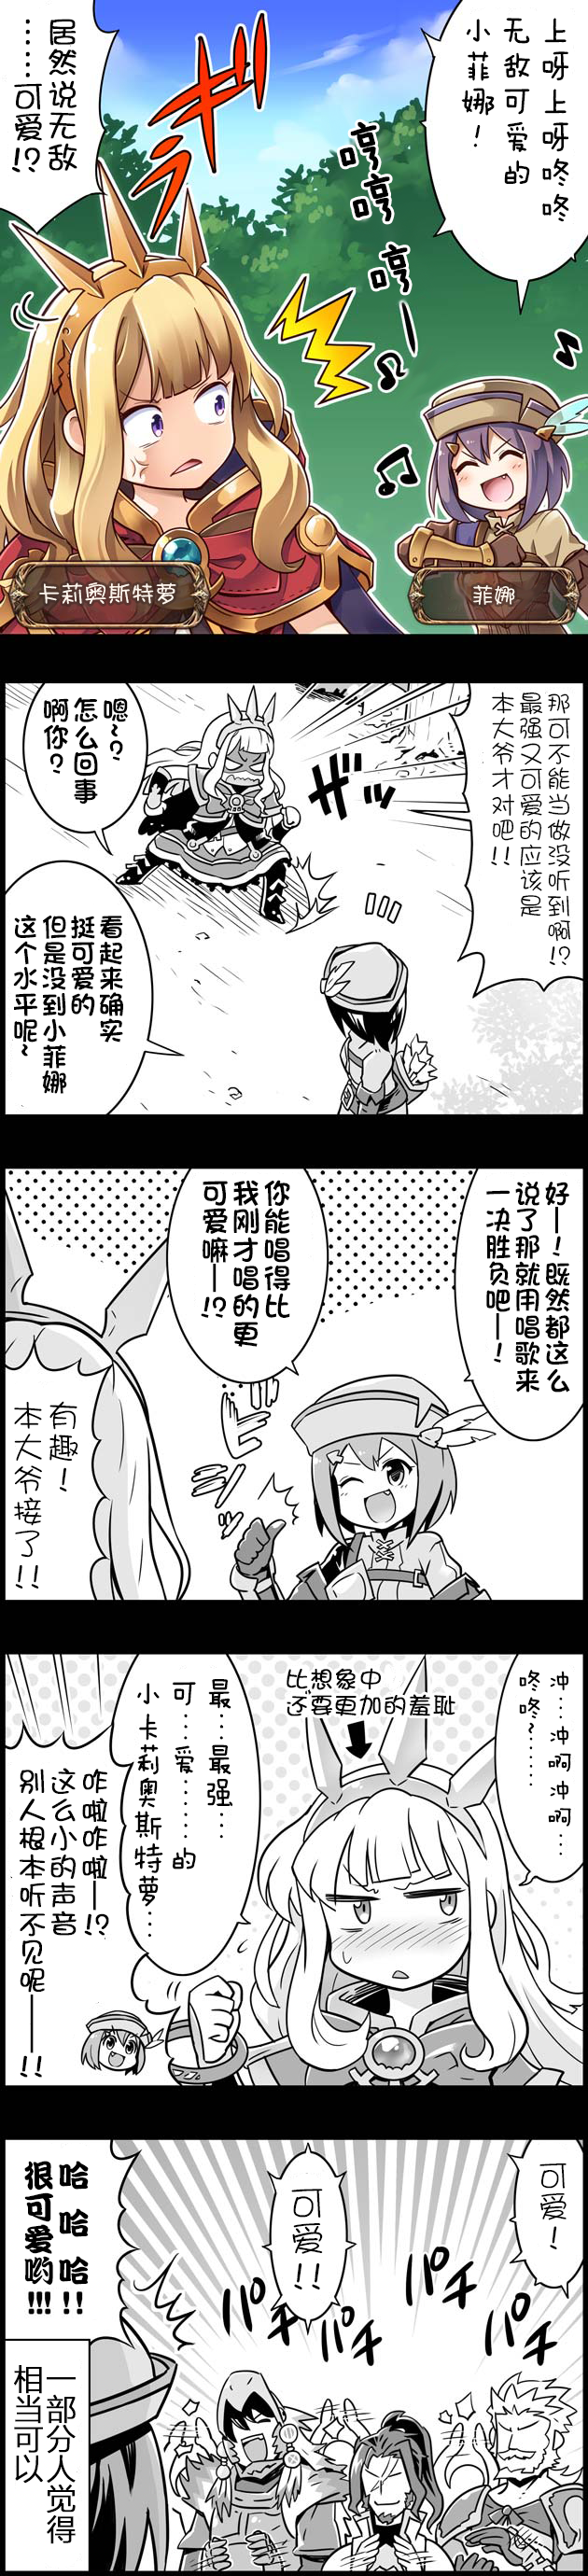 上呀上呀咚咚
无敌可爱的
小菲娜！
哼
哼
哼ー
ギ
ラ
居然说无敌
……可爱!?
卡莉奥斯特萝
菲娜
那可不能当做没听到啊!?
最强又可爱的应该是
本大爷才对吧!!
嗯~?
怎么回事
啊你?
看起来确实
挺可爱的
但是没到小菲娜
这个水平呢~
好ー！既然都这么
说了那就用唱歌来
一决胜负吧ー！
你能唱得比
我刚才唱的更
可爱嘛ー!?
ビシッ
有趣！
本大爷接了!!
冲…冲啊冲啊…
咚咚~……
比想象中
还要更加的羞耻
最…最强…
可…爱……的
小卡莉奥斯特萝…
咋啦咋啦ー!?
这么小的声音
别人根本听不见呢ー!!
可爱！
可爱!!
パチ
パチ
パチ
哈哈哈!!
很可爱哟!!!
一部分人觉得
相当可以